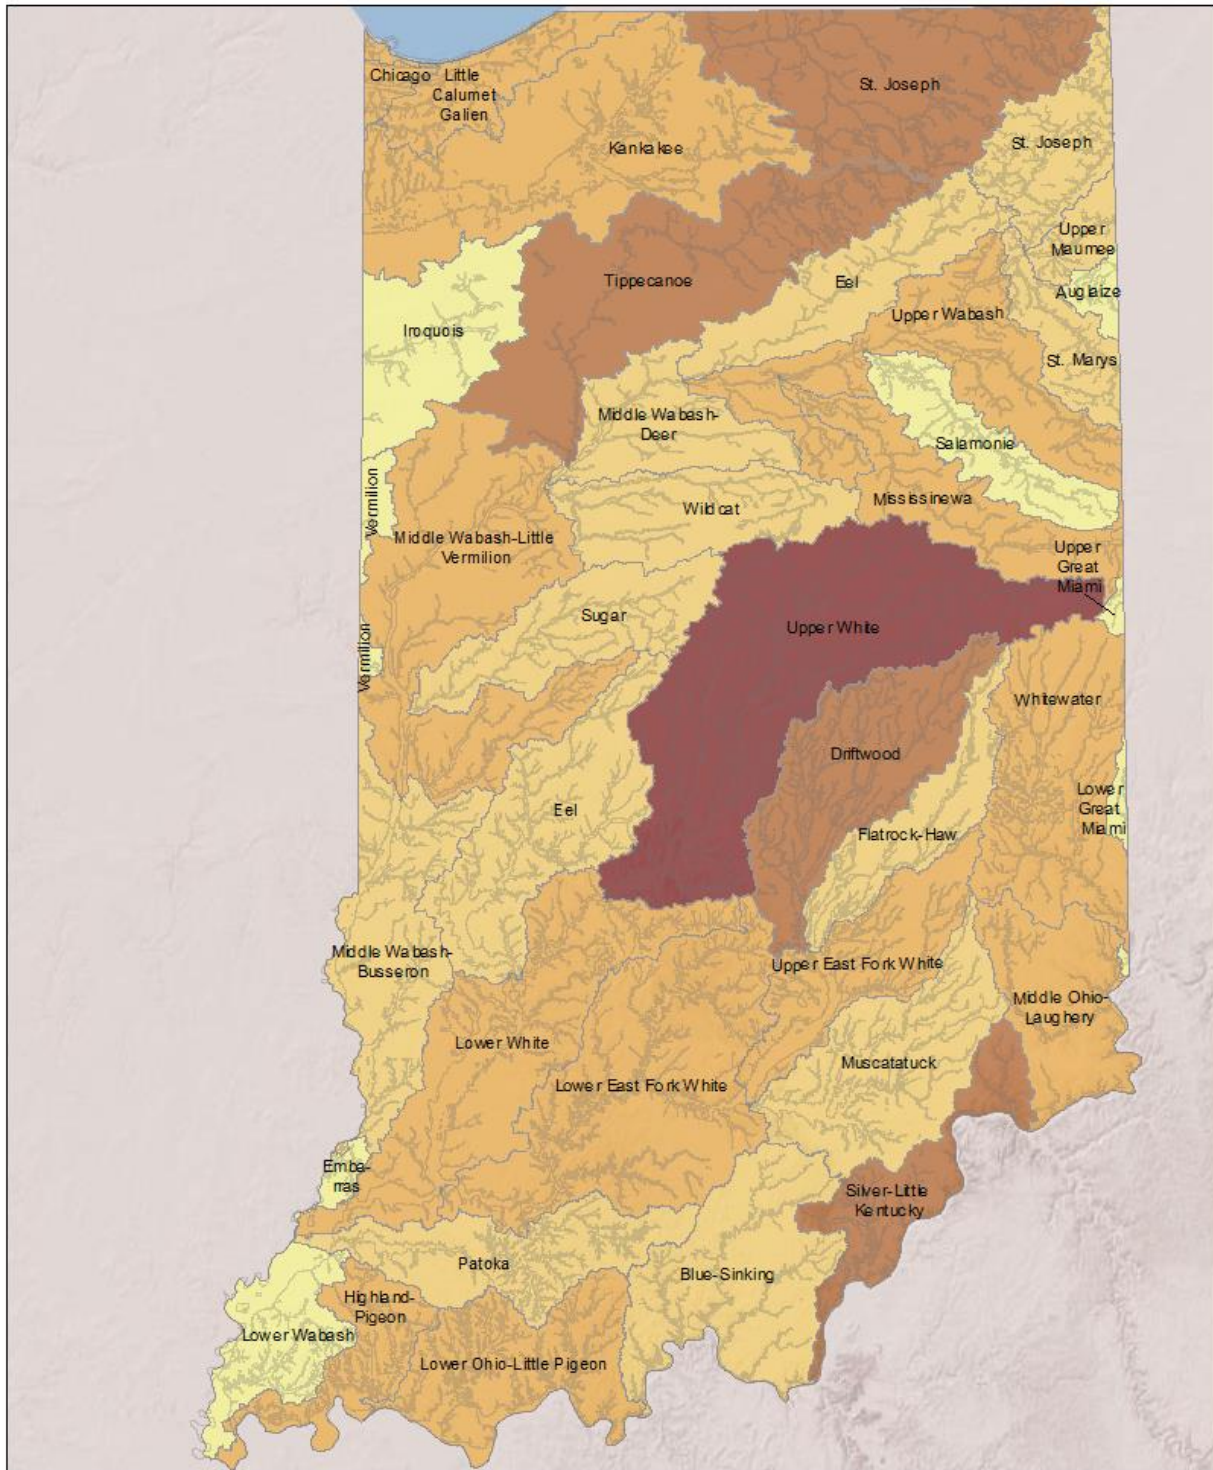 Chicago
Little
Calumet
Galien
St. Joseph
Kankakee
St. Joseph
Upper
Maumee
Tippecanoe
Eel
Auglaize
Iroquois
Upper Wabash
St. Marys
Middle Wabash-
Deer
Salamonie
Vermilion
Wildcat
Mississinewa
Middle Wabash-Little
Vermilion
Upper
Great
Miami
Sugar
Upper White
Vermilion
Whitewater
Driftwood
Eel
Lower
Great
Miami
Flatrock-Haw
Middle Wabash-
Busseron
Upper East Fork White
Middle Ohio-
Laughery
Lower White
Muscatatuck
Lower East Fork White
Emba-
rras
Silver-Little
Kentucky
Patoka
Blue-Sinking
Highland-
Pigeon
Lower Wabash
Lower Ohio-Little Pigeon